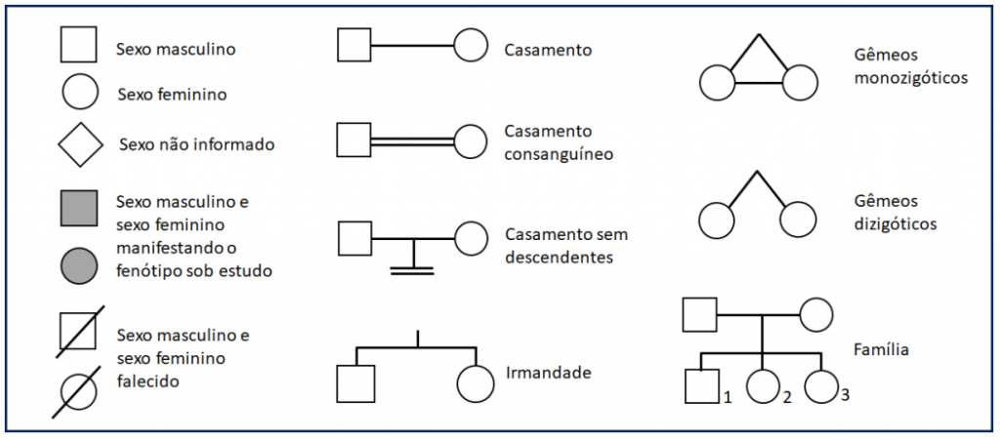 Sexo masculino
Sexo feminino
Sexo não informado
Sexo masculino e
sexo feminino
manifestando o
fenótipo sob estudo
Sexo masculino e
sexo feminino
falecido
Casamento
Casamento
consanguíneo
Casamento sem
descendentes
Irmandade
Gêmeos
monozigóticos
Gêmeos
dizigóticos
Família
1 2 3